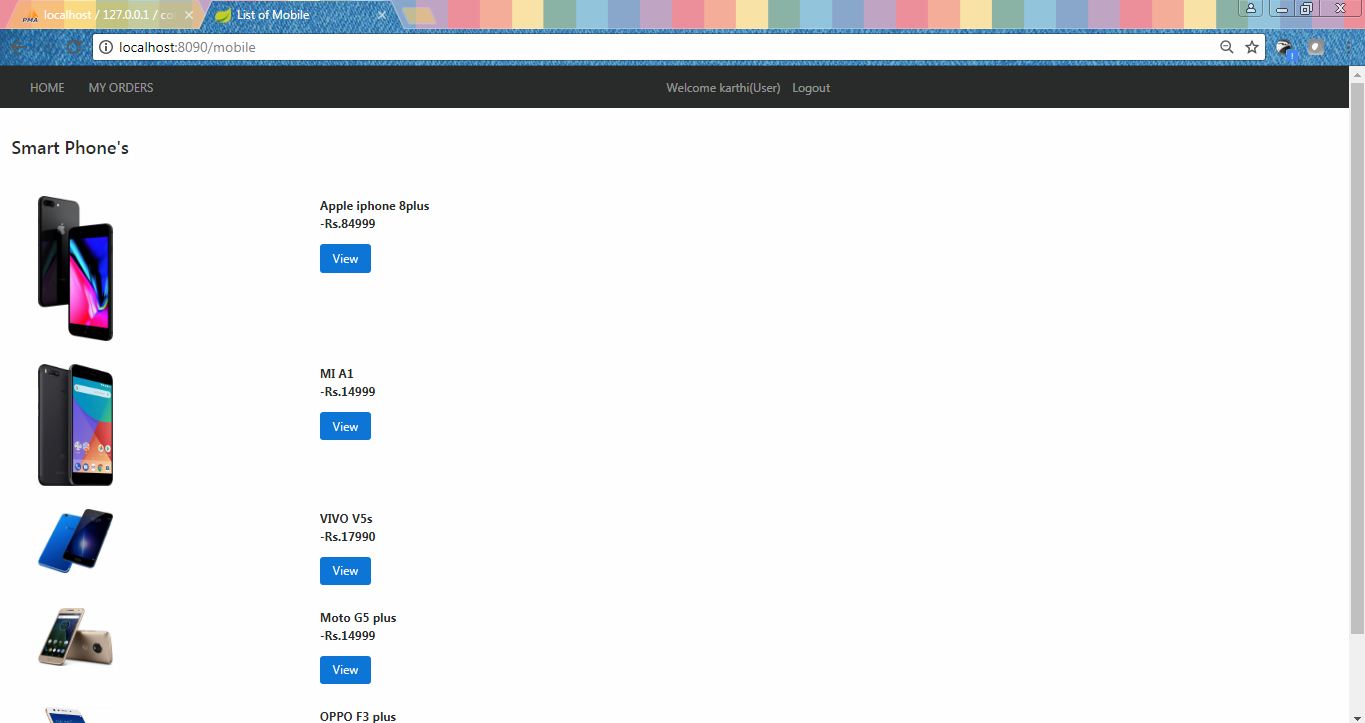 PMA localhost / 127.0.0.1 / co List of Mobile
localhost:8090/mobile
HOME MY ORDERS Welcome karthi(User) Logout
Smart Phone's
Apple iphone 8plus
-Rs.84999
View
MI A1
-Rs.14999
View
VIVO V5s
-Rs.17990
View
Moto G5 plus
-Rs.14999
View
OPPO F3 plus